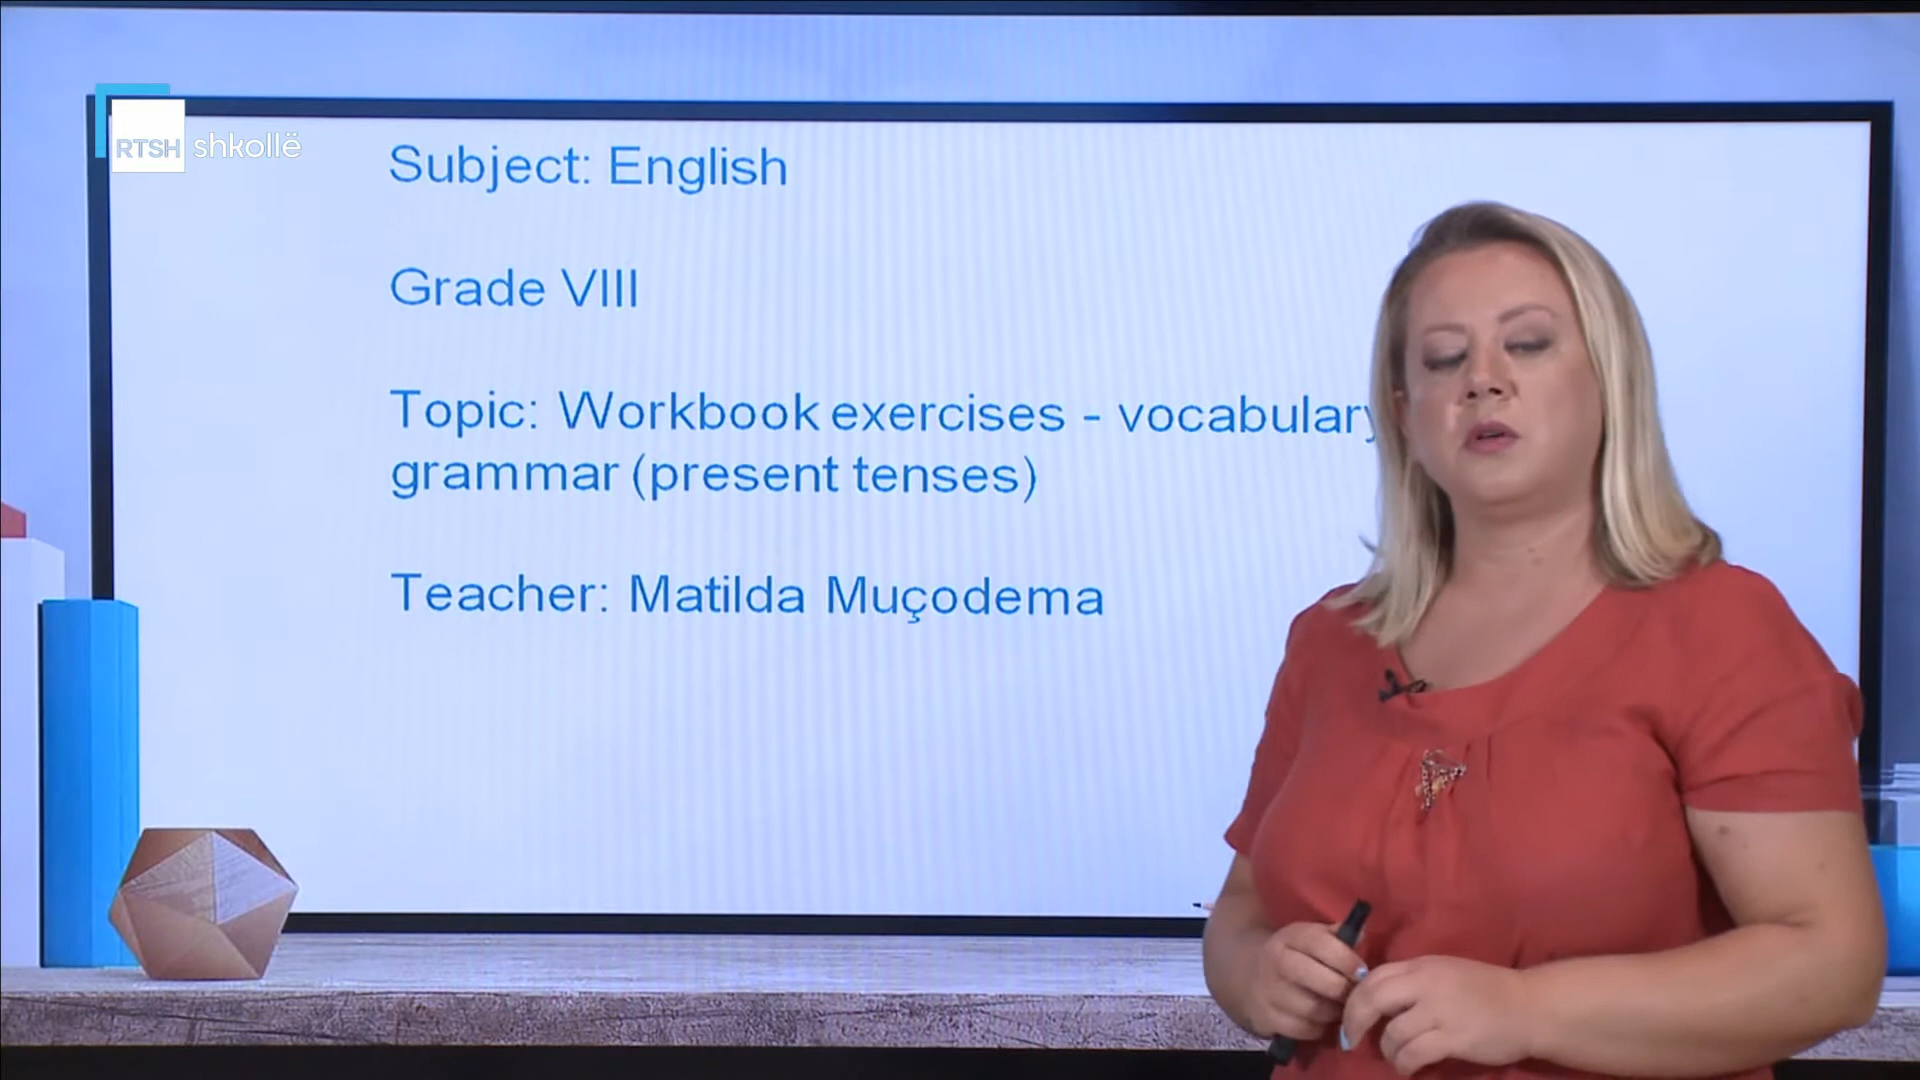 RTSH shkollë
Subject: English
Grade VIII
Topic: Workbook exercises - vocabulary
grammar (present tenses)
Teacher: Matilda Muçodema